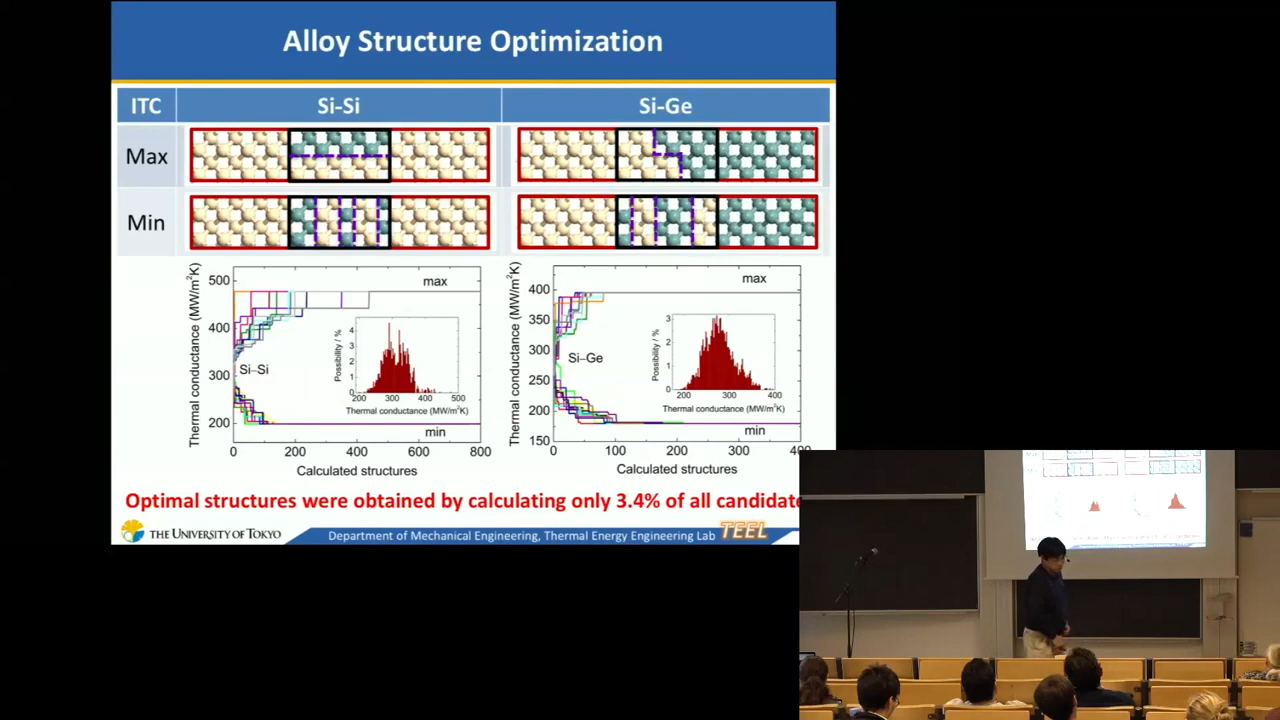 Alloy Structure Optimization
ITC
Si-Si
Si-Ge
Max
Min
Thermal conductance (MW/m²K)
500
400
300
200
max
Si–Si
min
0
200
400
600
800
Calculated structures
Possibility / %
4
3
2
1
0
200
300
400
500
Thermal conductance (MW/m²K)
Thermal conductance (MW/m²K)
400
350
300
250
200
150
max
Si–Ge
min
0
100
200
300
400
Calculated structures
Possibility / %
3
2
1
0
200
300
400
Thermal conductance (MW/m²K)
Optimal structures were obtained by calculating only 3.4% of all candidate
THE UNIVERSITY OF TOKYO
Department of Mechanical Engineering, Thermal Energy Engineering Lab
TEEL